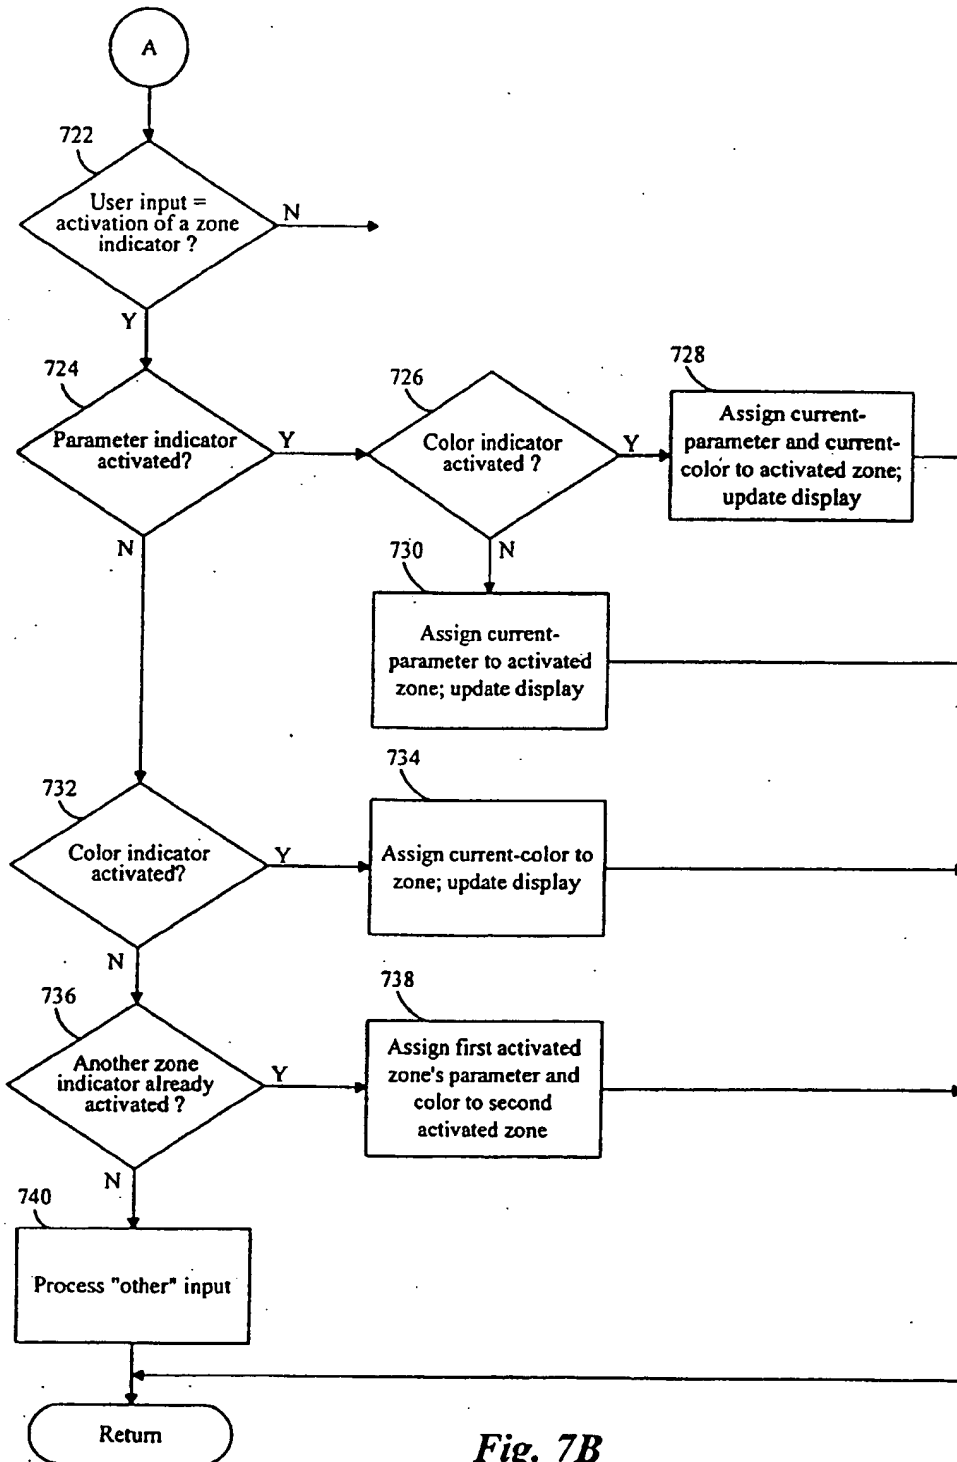 A
722
User input =
activation of a zone
indicator ?
N
Y
724
Parameter indicator
activated?
Y
726
Color indicator
activated ?
Y
728
Assign current-
parameter and current-
color to activated zone;
update display
N
N
730
Assign current-
parameter to activated
zone; update display
732
Color indicator
activated?
Y
734
Assign current-color to
zone; update display
N
736
Another zone
indicator already
activated ?
Y
738
Assign first activated
zone's parameter and
color to second
activated zone
N
740
Process "other" input
Return
Fig. 7B